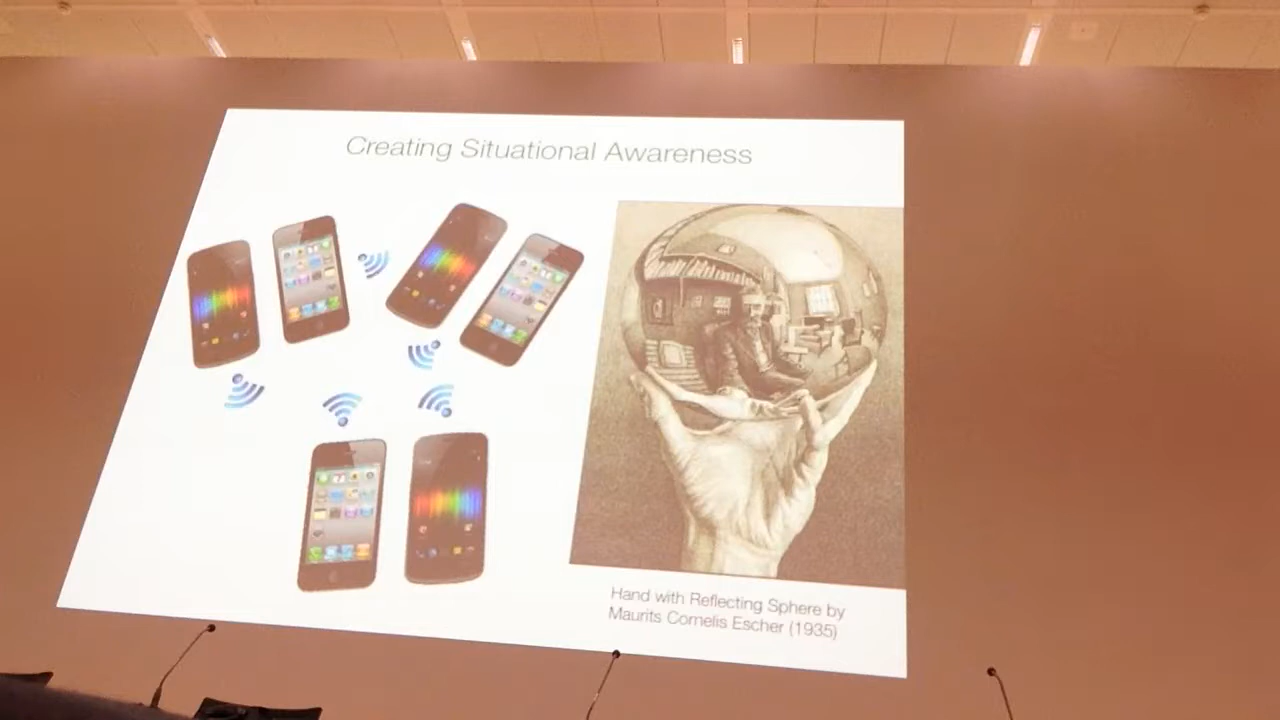 Creating Situational Awareness
Hand with Reflecting Sphere by
Maurits Cornelis Escher (1935)